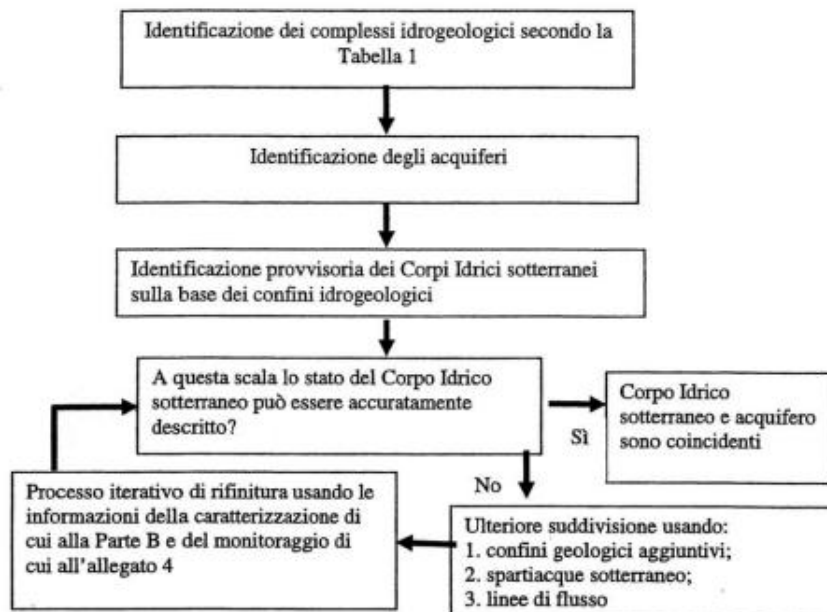 Identificazione dei complessi idrogeologici secondo la
Tabella 1
Identificazione degli acquiferi
Identificazione provvisoria dei Corpi Idrici sotterranei
sulla base dei confini idrogeologici
A questa scala lo stato del Corpo Idrico
sotterraneo può essere accuratamente
descritto?
Sì
Corpo Idrico
sotterraneo e acquifero
sono coincidenti
No
Ulteriore suddivisione usando:
1. confini geologici aggiuntivi;
2. spartiacque sotterraneo;
3. linee di flusso
Processo iterativo di rifinitura usando le
informazioni della caratterizzazione di
cui alla Parte B e del monitoraggio di
cui all'allegato 4